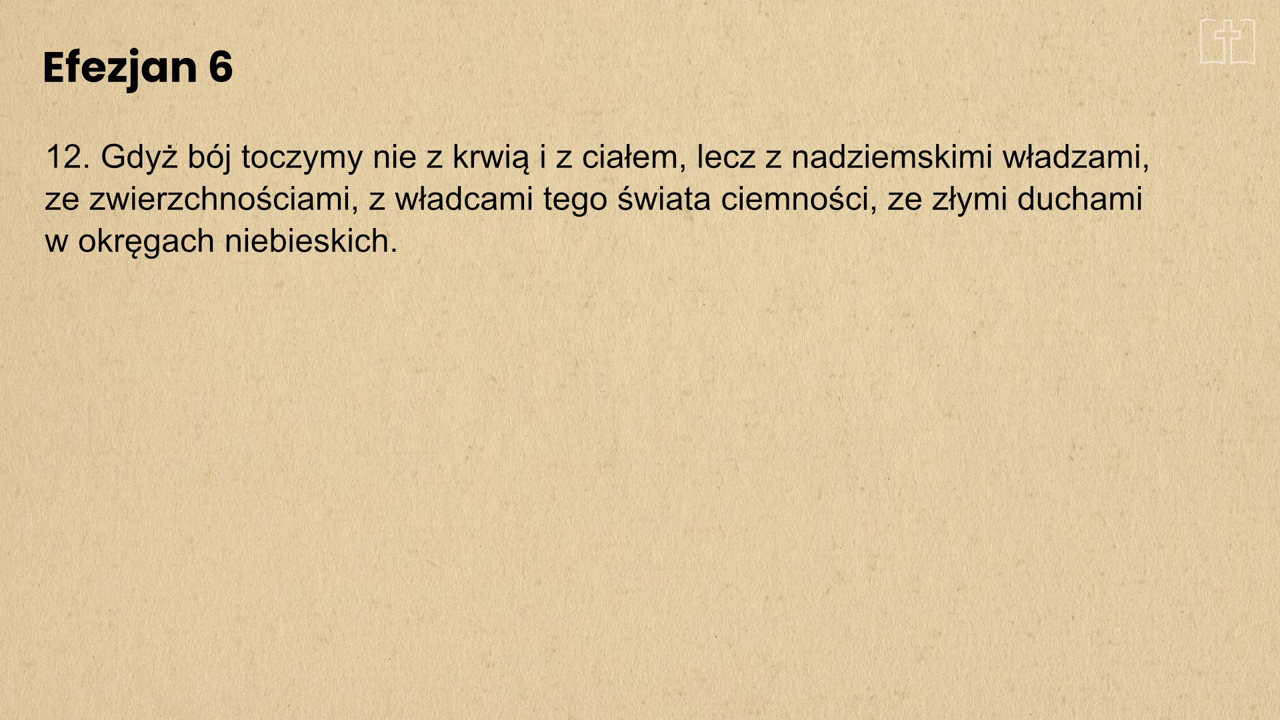 Efezjan 6
12. Gdyż bój toczymy nie z krwią i z ciałem, lecz z nadziemskimi władzami,
ze zwierzchnościami, z władcami tego świata ciemności, ze złymi duchami
w okręgach niebieskich.